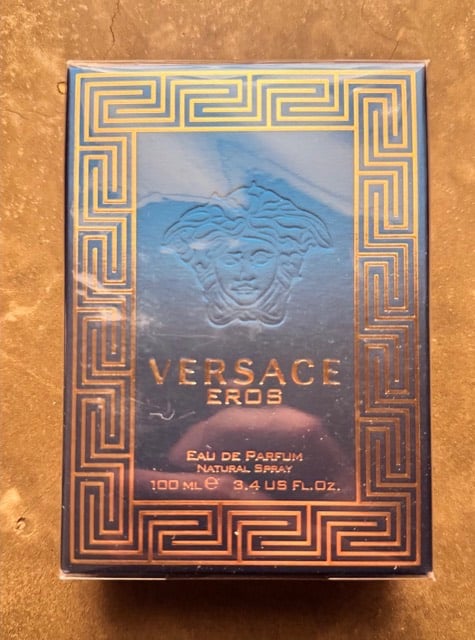 VERSACE
EROS
EAU DE PARFUM
NATURAL SPRAY
100 ML ℮ 3.4 US FL.OZ.